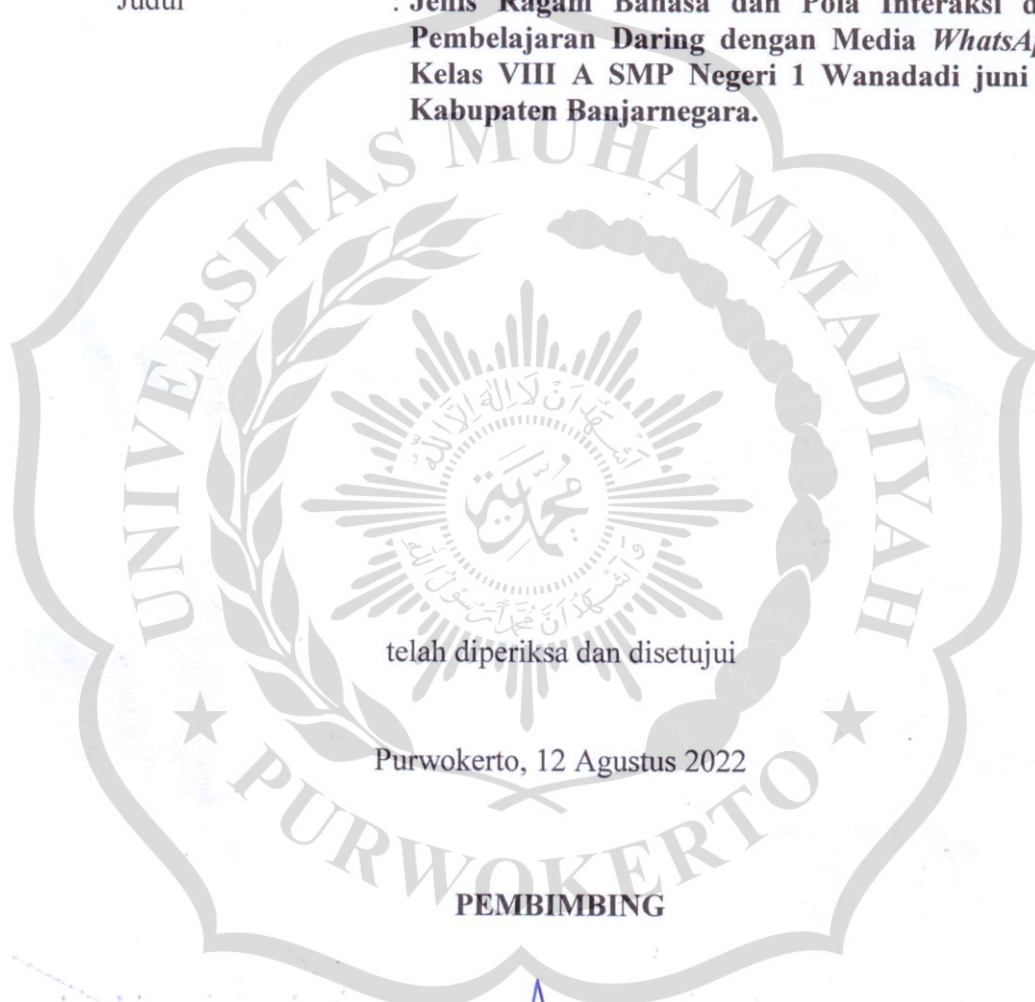 Judul : Jenis Ragam Bahasa dan Pola Interaksi
Pembelajaran Daring dengan Media
Kelas VIII A SMP Negeri 1 Wanadadi juni
Kabupaten Banjarnegara.
UNIVERSITAS MUHAMMADIYAH
telah diperiksa dan disetujui
Purwokerto, 12 Agustus 2022
PURWOKERTO
PEMBIMBING